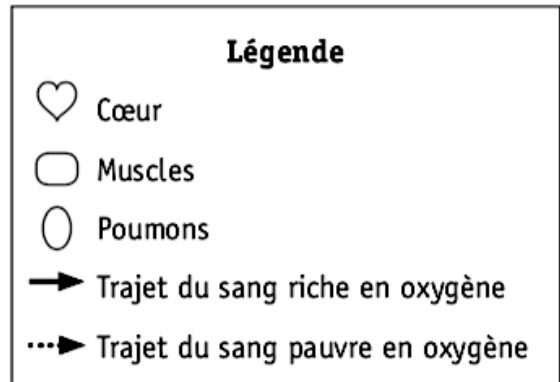 Légende
Cœur
Muscles
Poumons
Trajet du sang riche en oxygène
Trajet du sang pauvre en oxygène